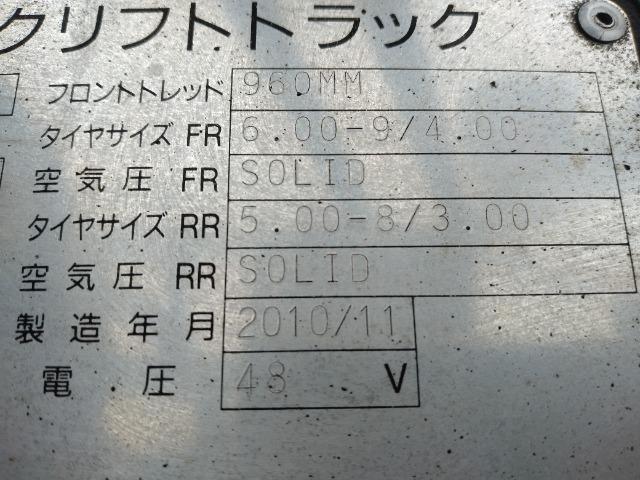 クリフトトラック
フロントトレッド 960MM
タイヤサイズ FR 6.00-9/4.00
空気圧 FR SOLID
タイヤサイズ RR 5.00-8/3.00
空気圧 RR SOLID
製造年月 2010/11
電圧 48 V